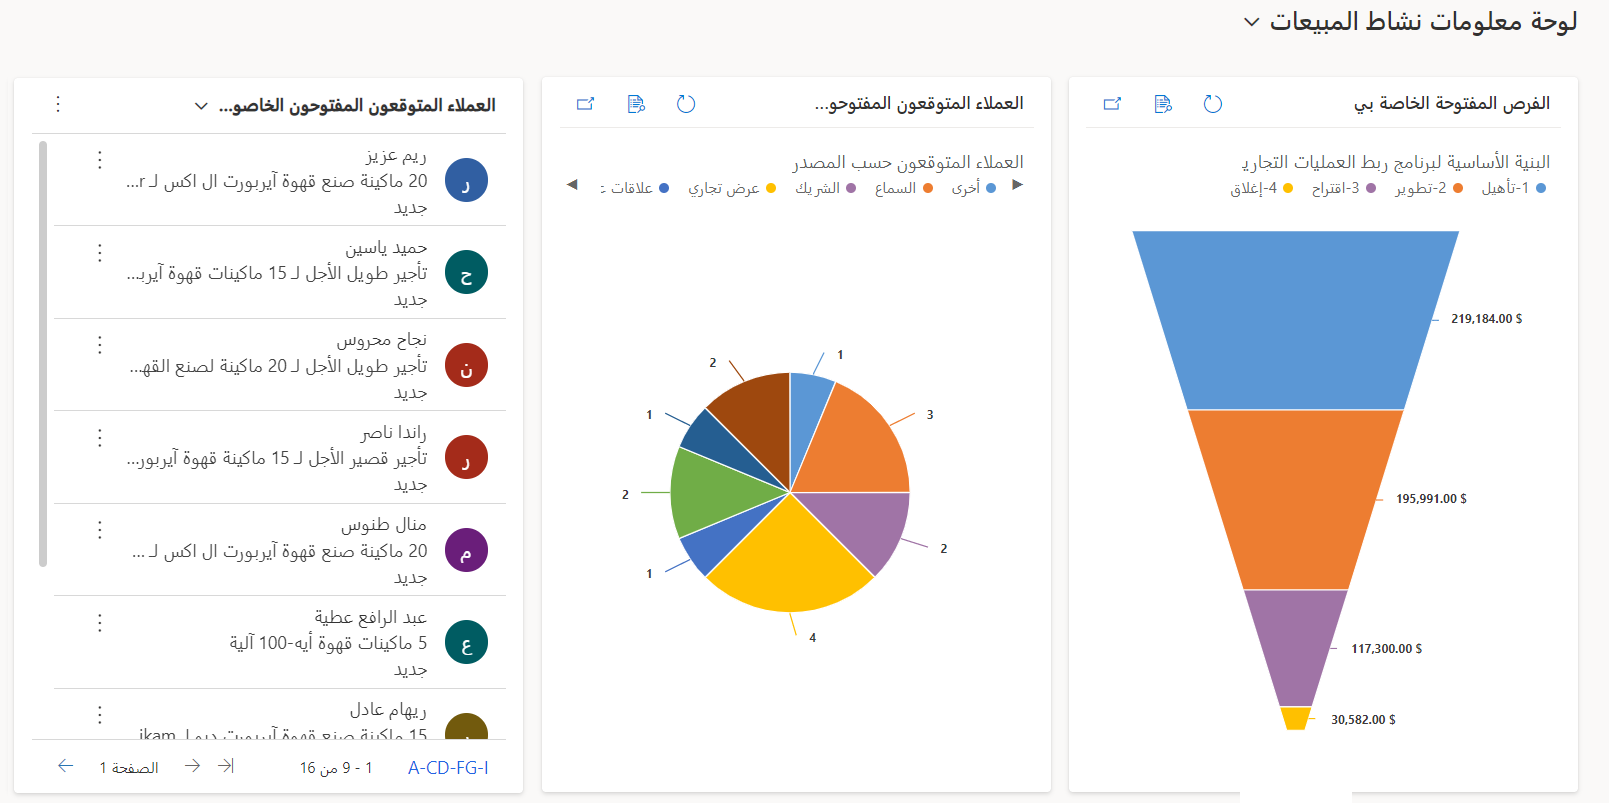 لوحة معلومات نشاط المبيعات
الفرص المفتوحة الخاصة بي
البنية الأساسية لبرنامج ربط العمليات التجاري
1-تأهيل 2-تطوير 3-اقتراح 4-إغلاق
219,184.00 $
195,991.00 $
117,300.00 $
30,582.00 $
العملاء المتوقعون المفتوحو...
العملاء المتوقعون حسب المصدر
أخرى السماع الشريك عرض تجاري علاقات
1
2
3
1
2
2
1
4
العملاء المتوقعون المفتوحون الخاصو...
ر
ريم عزيز
20 ماكينة صنع قهوة آيربورت ال اكس لـ r...
جديد
ح
حميد ياسين
تأجير طويل الأجل لـ 15 ماكينات قهوة آيرب...
جديد
ن
نجاح محروس
تأجير طويل الأجل لـ 20 ماكينة لصنع القه...
جديد
ر
راندا ناصر
تأجير قصير الأجل لـ 15 ماكينة قهوة آيربور...
جديد
م
منال طنوس
20 ماكينة صنع قهوة آيربورت ال اكس لـ ...
جديد
ع
عبد الرافع عطية
5 ماكينات قهوة أيه-100 آلية
جديد
ريهام عادل
15 ماكينة صنع قهوة آيربورت ديو لـ ikam
A-CD-FG-I
1 - 9 من 16
الصفحة 1